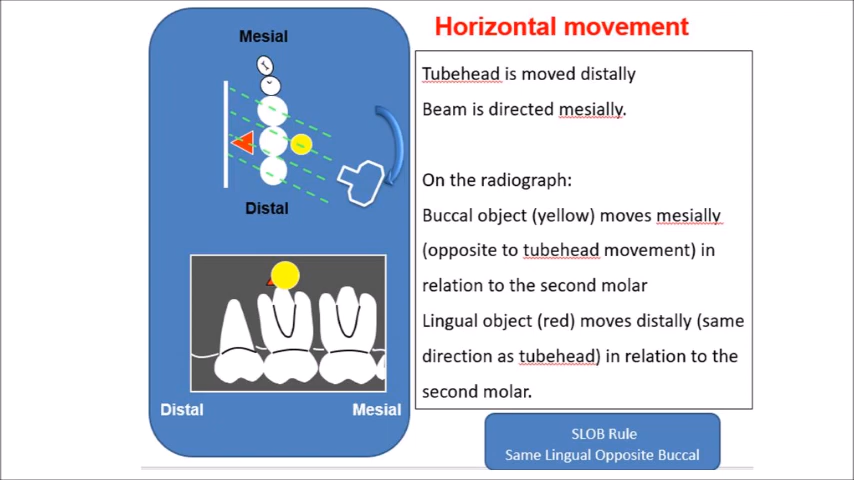 Horizontal movement
Mesial
Distal
Distal
Mesial
Tubehead is moved distally
Beam is directed mesially.
On the radiograph:
Buccal object (yellow) moves mesially
(opposite to tubehead movement) in
relation to the second molar
Lingual object (red) moves distally (same
direction as tubehead) in relation to the
second molar.
SLOB Rule
Same Lingual Opposite Buccal